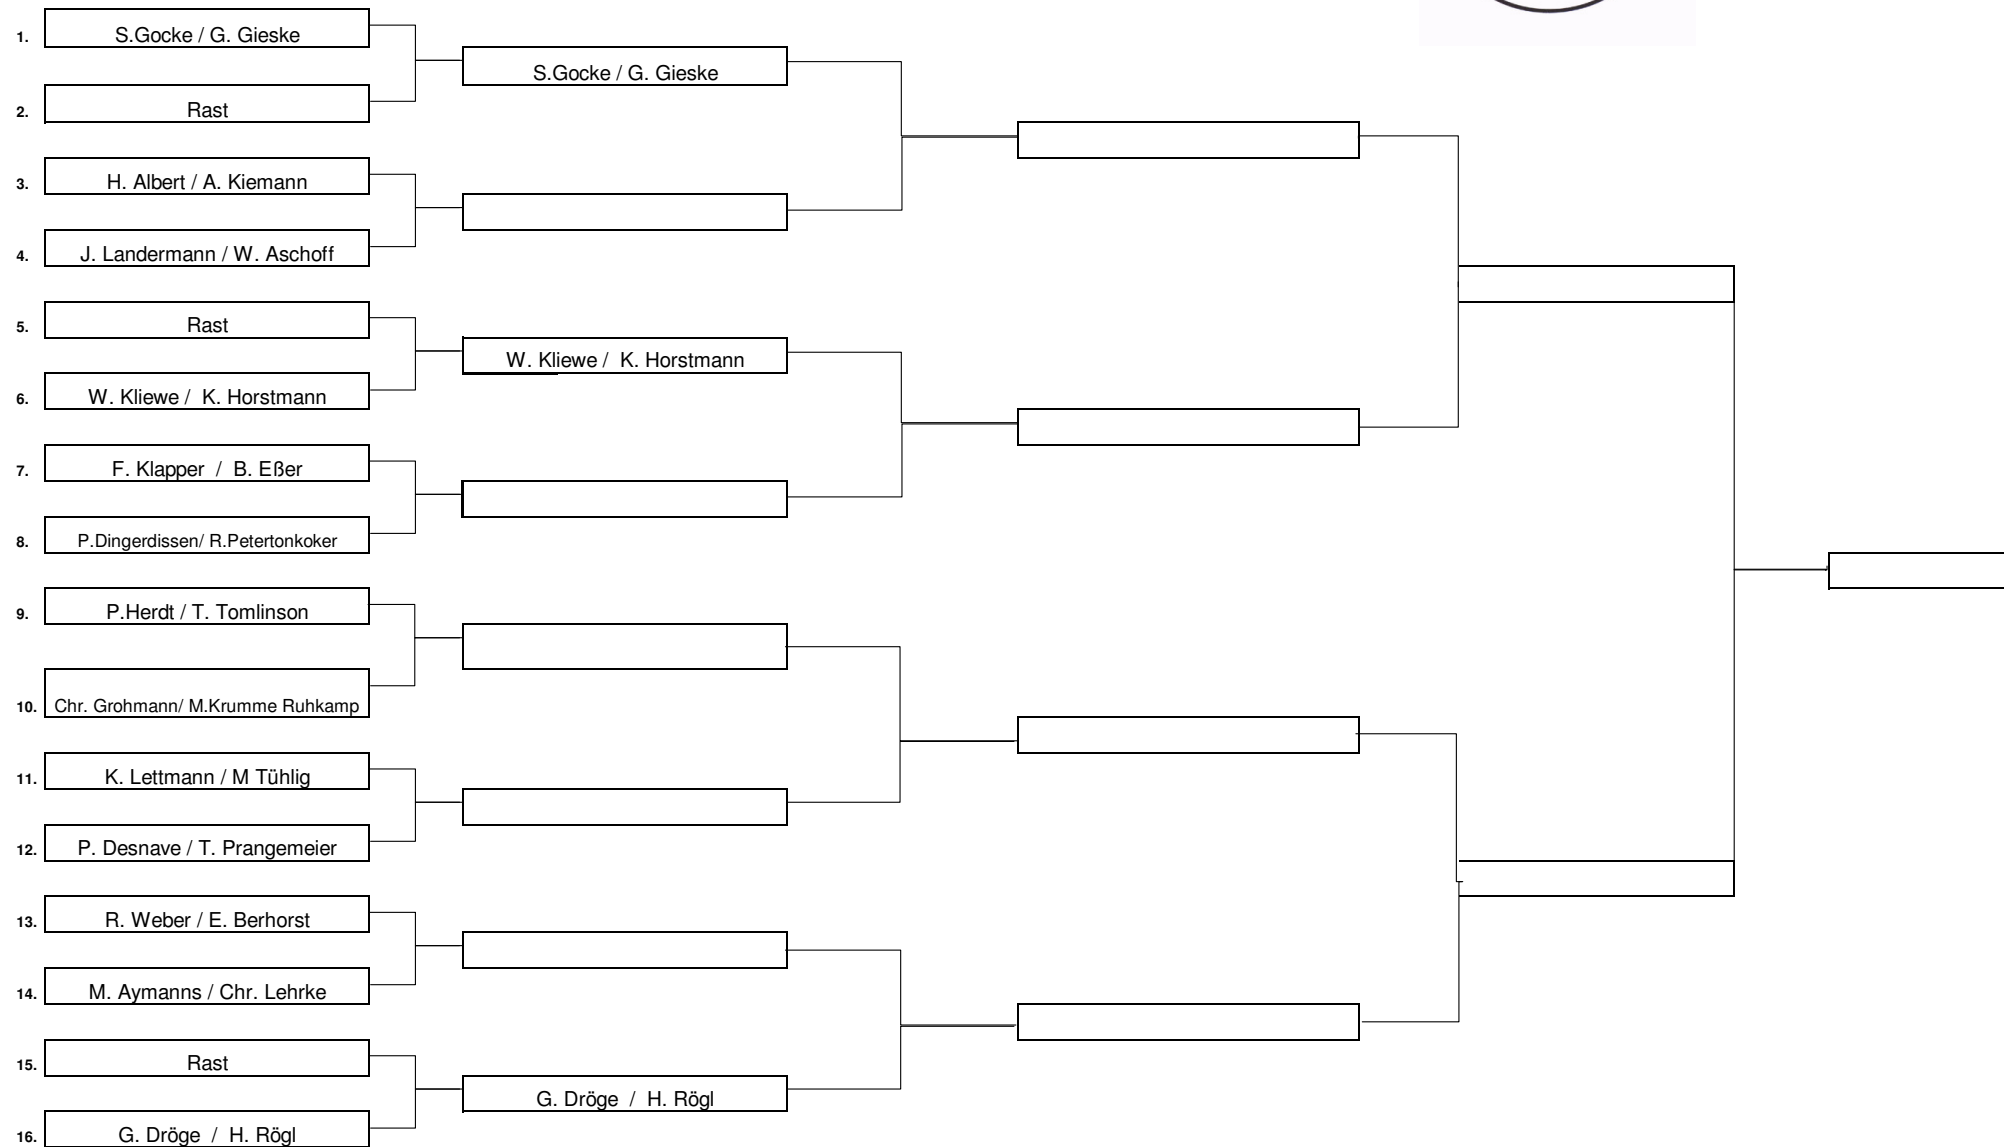 1. S.Gocke / G. Gieske
S.Gocke / G. Gieske
2. Rast
3. H. Albert / A. Kiemann
4. J. Landermann / W. Aschoff
5. Rast
W. Kliewe / K. Horstmann
6. W. Kliewe / K. Horstmann
7. F. Klapper / B. Eßer
8. P.Dingerdissen/ R.Petertonkoker
9. P.Herdt / T. Tomlinson
10. Chr. Grohmann/ M.Krumme Ruhkamp
11. K. Lettmann / M Tühlig
12. P. Desnave / T. Prangemeier
13. R. Weber / E. Berhorst
14. M. Aymanns / Chr. Lehrke
15. Rast
G. Dröge / H. Rögl
16. G. Dröge / H. Rögl